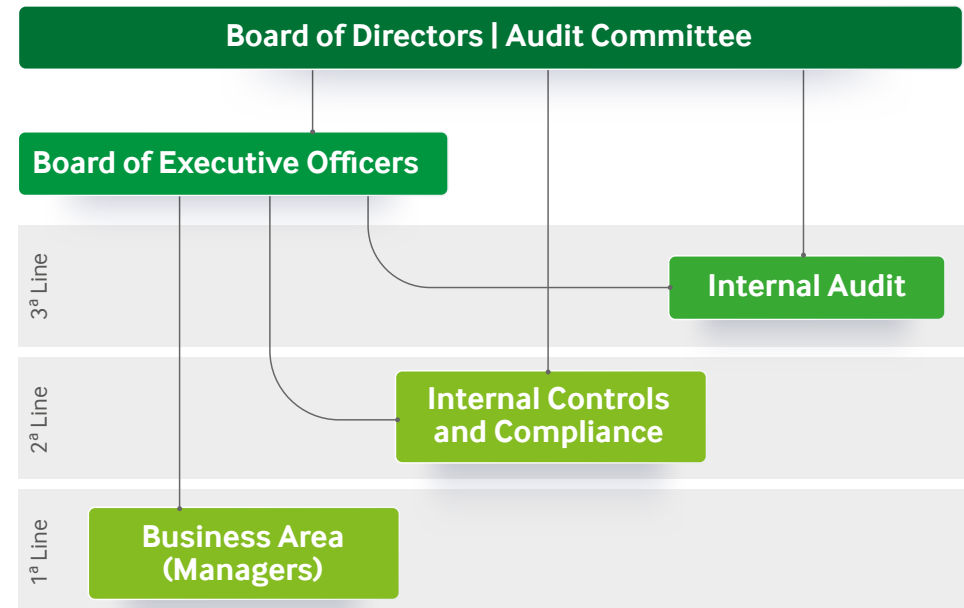 Board of Directors | Audit Committee
Board of Executive Officers
3ª Line
Internal Audit
2ª Line
Internal Controls
and Compliance
1ª Line
Business Area
(Managers)